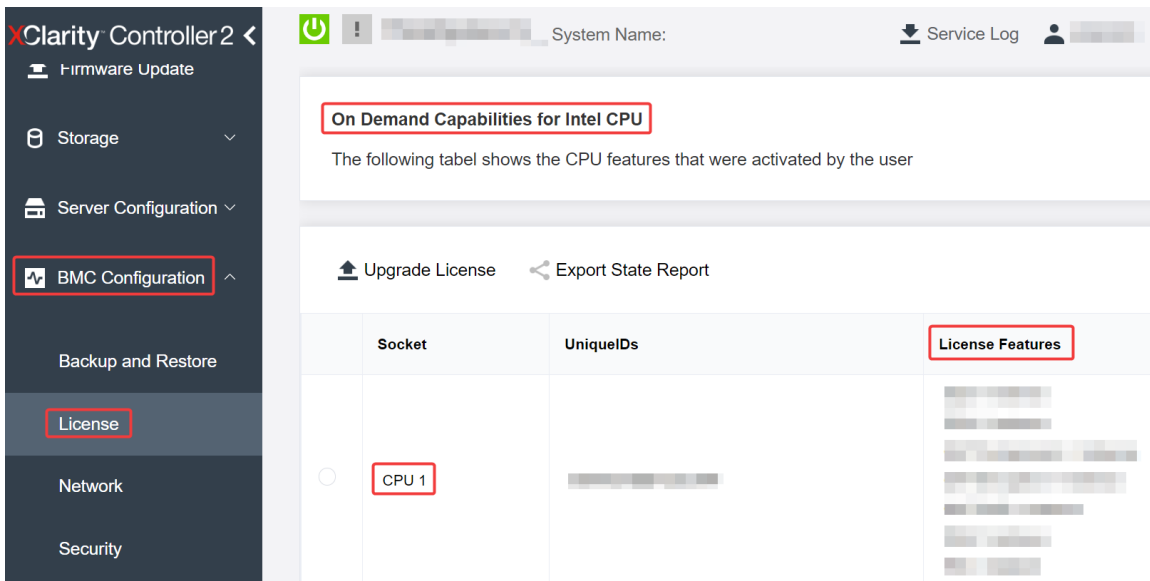 XClarity Controller 2
Firmware Update
Storage
Server Configuration
BMC Configuration
Backup and Restore
License
Network
Security
System Name:
Service Log
On Demand Capabilities for Intel CPU
The following tabel shows the CPU features that were activated by the user
Upgrade License
Export State Report
Socket
UniqueIDs
License Features
CPU 1